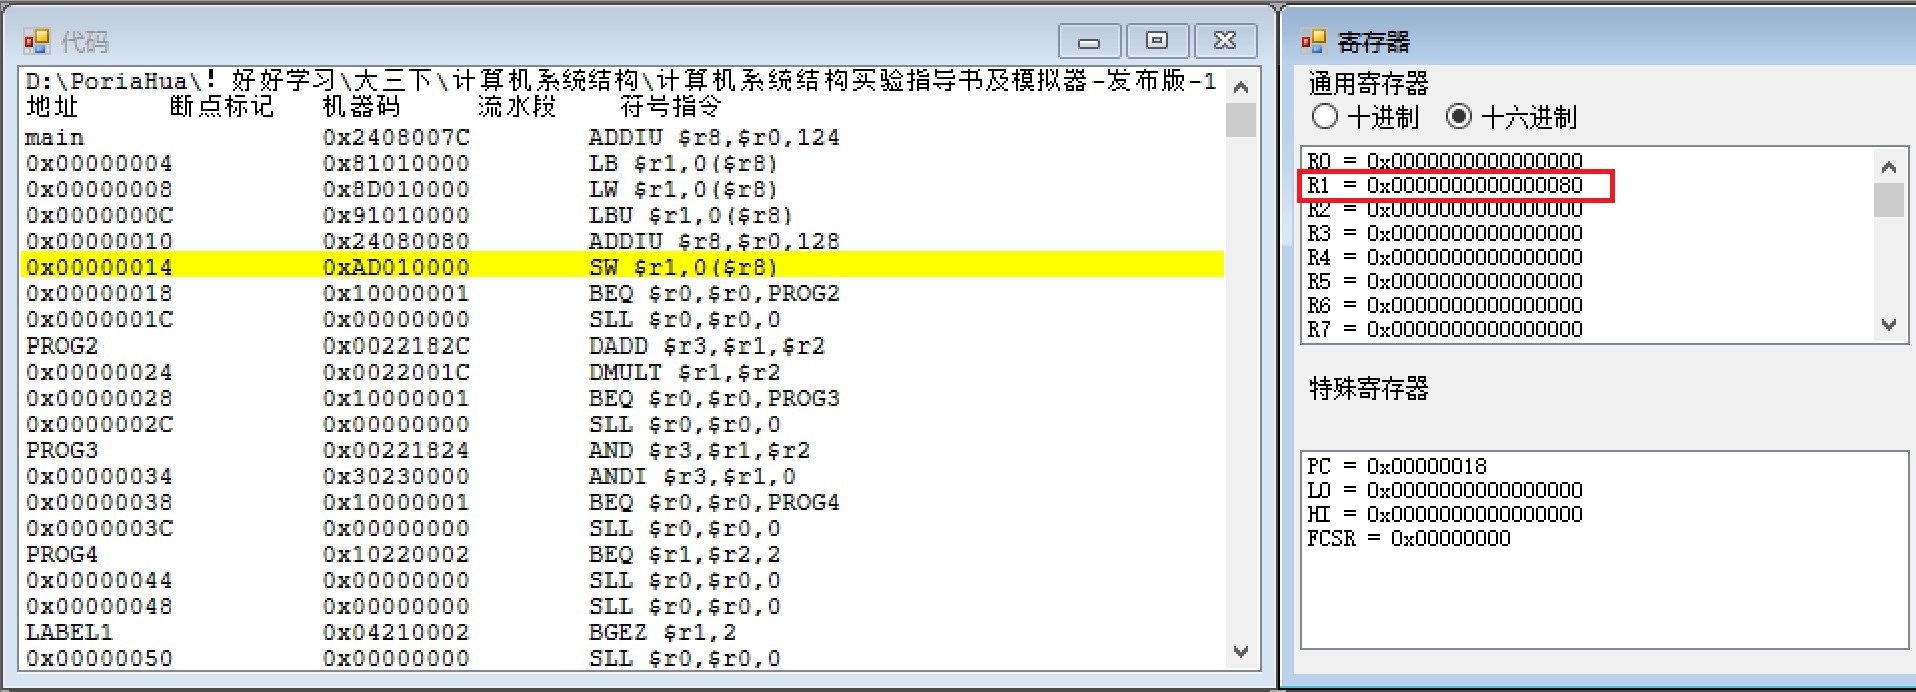 代码
D:\PoriaHua\! 好好学习\大三下\计算机系统结构\计算机系统结构实验指导书及模拟器-发布版-1
地址 断点标记 机器码 流水段 符号指令
main 0x2408007C ADDIU $r8,$r0,124
0x00000004 0x81010000 LB $r1,0($r8)
0x00000008 0x8D010000 LW $r1,0($r8)
0x0000000C 0x91010000 LBU $r1,0($r8)
0x00000010 0x24080080 ADDIU $r8,$r0,128
0x00000014 0xAD010000 SW $r1,0($r8)
0x00000018 0x10000001 BEQ $r0,$r0,PROG2
0x0000001C 0x00000000 SLL $r0,$r0,0
PROG2 0x0022182C DADD $r3,$r1,$r2
0x00000024 0x0022001C DMULT $r1,$r2
0x00000028 0x10000001 BEQ $r0,$r0,PROG3
0x0000002C 0x00000000 SLL $r0,$r0,0
PROG3 0x00221824 AND $r3,$r1,$r2
0x00000034 0x30230000 ANDI $r3,$r1,0
0x00000038 0x10000001 BEQ $r0,$r0,PROG4
0x0000003C 0x00000000 SLL $r0,$r0,0
PROG4 0x10220002 BEQ $r1,$r2,2
0x00000044 0x00000000 SLL $r0,$r0,0
0x00000048 0x00000000 SLL $r0,$r0,0
LABEL1 0x04210002 BGEZ $r1,2
0x00000050 0x00000000 SLL $r0,$r0,0
寄存器
通用寄存器
十进制 十六进制
R0 = 0x0000000000000000
R1 = 0x0000000000000080
R2 = 0x0000000000000000
R3 = 0x0000000000000000
R4 = 0x0000000000000000
R5 = 0x0000000000000000
R6 = 0x0000000000000000
R7 = 0x0000000000000000
特殊寄存器
PC = 0x00000018
LO = 0x0000000000000000
HI = 0x0000000000000000
FCSR = 0x00000000